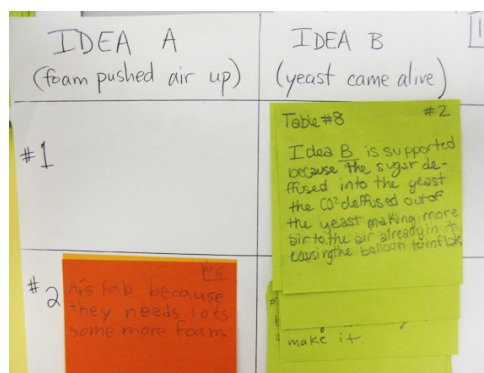 IDEA A
(foam pushed air up)
IDEA B
(yeast came alive)
#1
Table #8 #2
Idea B is supported
because the sugar de-
ffused into the yeast
the CO² deffused out of
the yeast making more
air to the air already in it
causing the balloon to inflate
#2
A is fak because
they needs lots
some more foam
make it